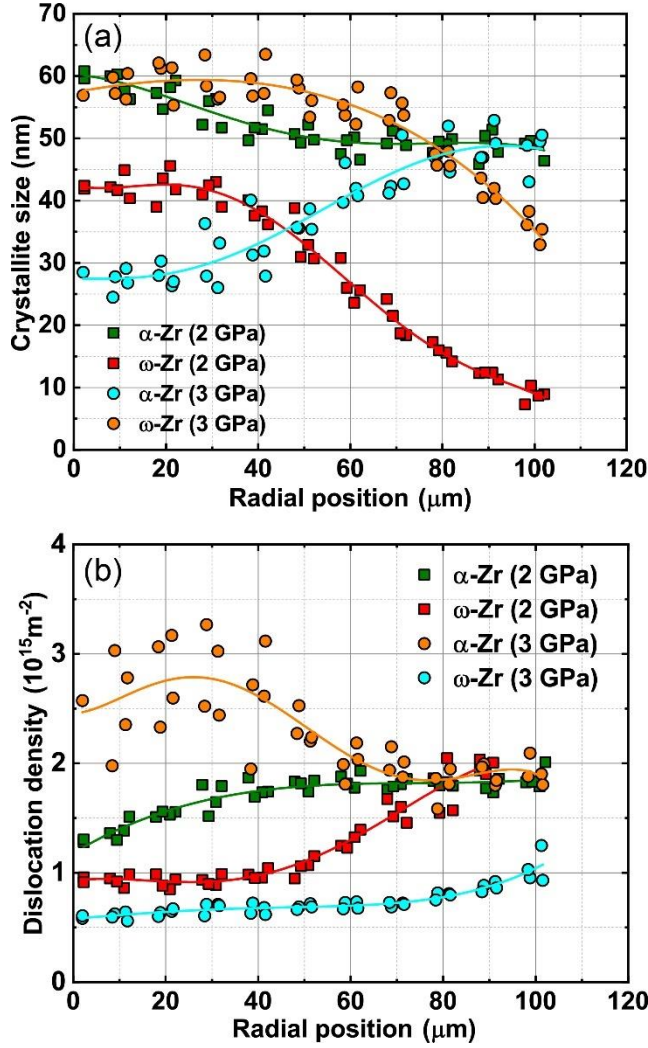 (a)
70
60
50
40
30
20
10
0
Crystallite size (nm)
α-Zr (2 GPa)
ω-Zr (2 GPa)
α-Zr (3 GPa)
ω-Zr (3 GPa)
0 20 40 60 80 100 120
Radial position (μm)
(b)
4
3
2
1
0
Dislocation density (10¹⁵m⁻²)
α-Zr (2 GPa)
ω-Zr (2 GPa)
α-Zr (3 GPa)
ω-Zr (3 GPa)
0 20 40 60 80 100 120
Radial position (μm)